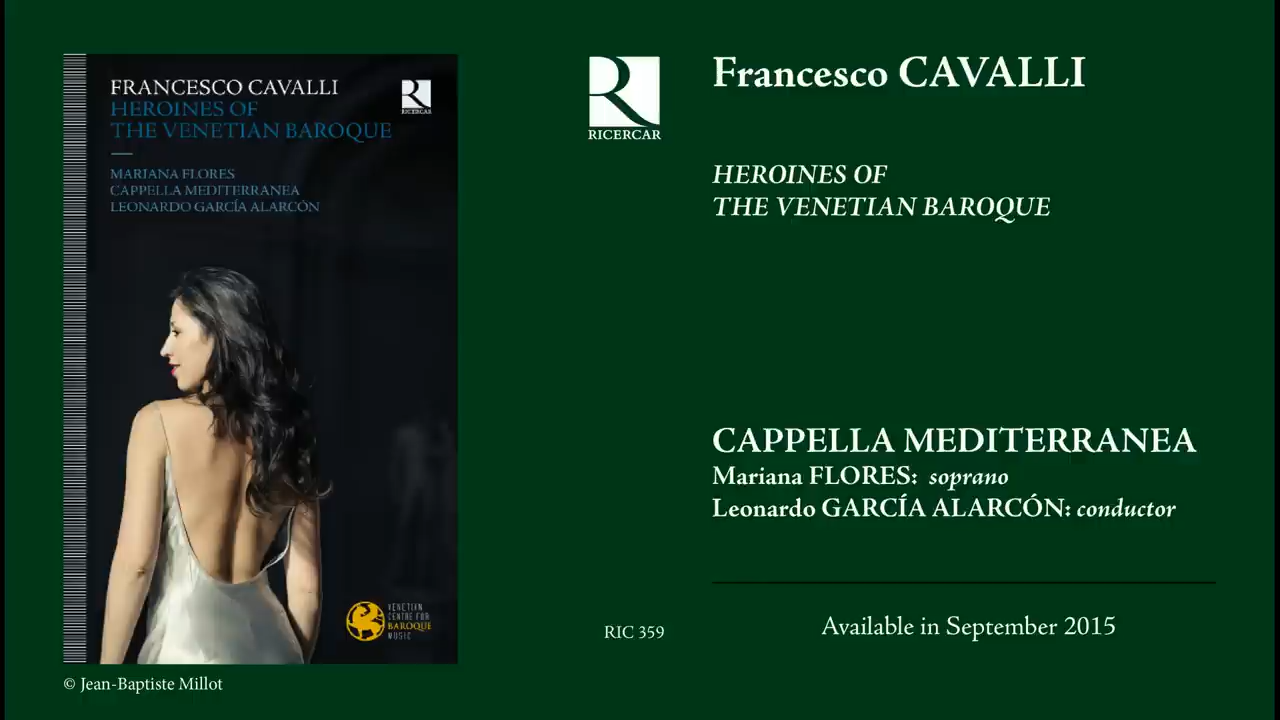 FRANCESCO CAVALLI
HEROINES OF
THE VENETIAN BAROQUE
MARIANA FLORES
CAPPELLA MEDITERRANEA
LEONARDO GARCÍA ALARCÓN
R
RICERCAR
VENETIAN
CENTRE FOR
BAROQUE
MUSIC
© Jean-Baptiste Millot
R
RICERCAR
RIC 359
Francesco CAVALLI
HEROINES OF
THE VENETIAN BAROQUE
CAPPELLA MEDITERRANEA
Mariana FLORES: soprano
Leonardo GARCÍA ALARCÓN: conductor
Available in September 2015